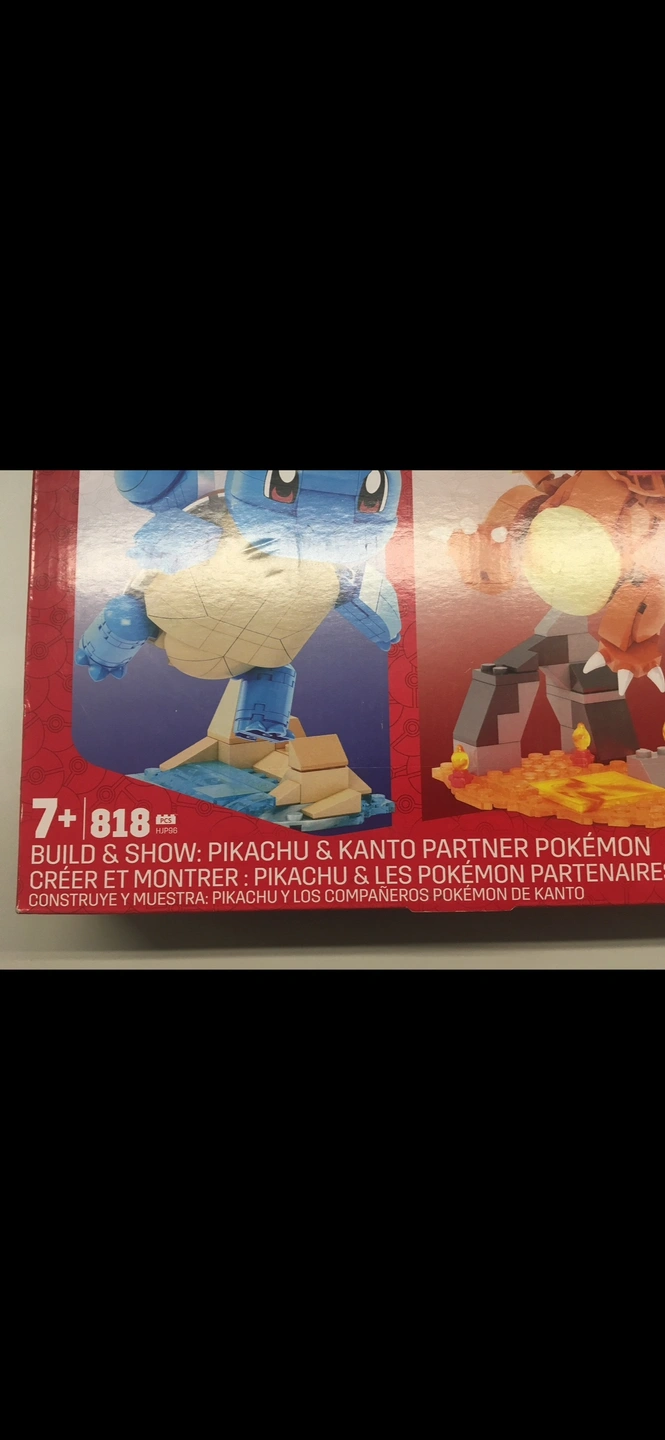 7+ 818 PCS
HJP96
BUILD & SHOW: PIKACHU & KANTO PARTNER POKÉMON
CRÉER ET MONTRER : PIKACHU & LES POKÉMON PARTENAIRES
CONSTRUYE Y MUESTRA: PIKACHU Y LOS COMPAÑEROS POKÉMON DE KANTO